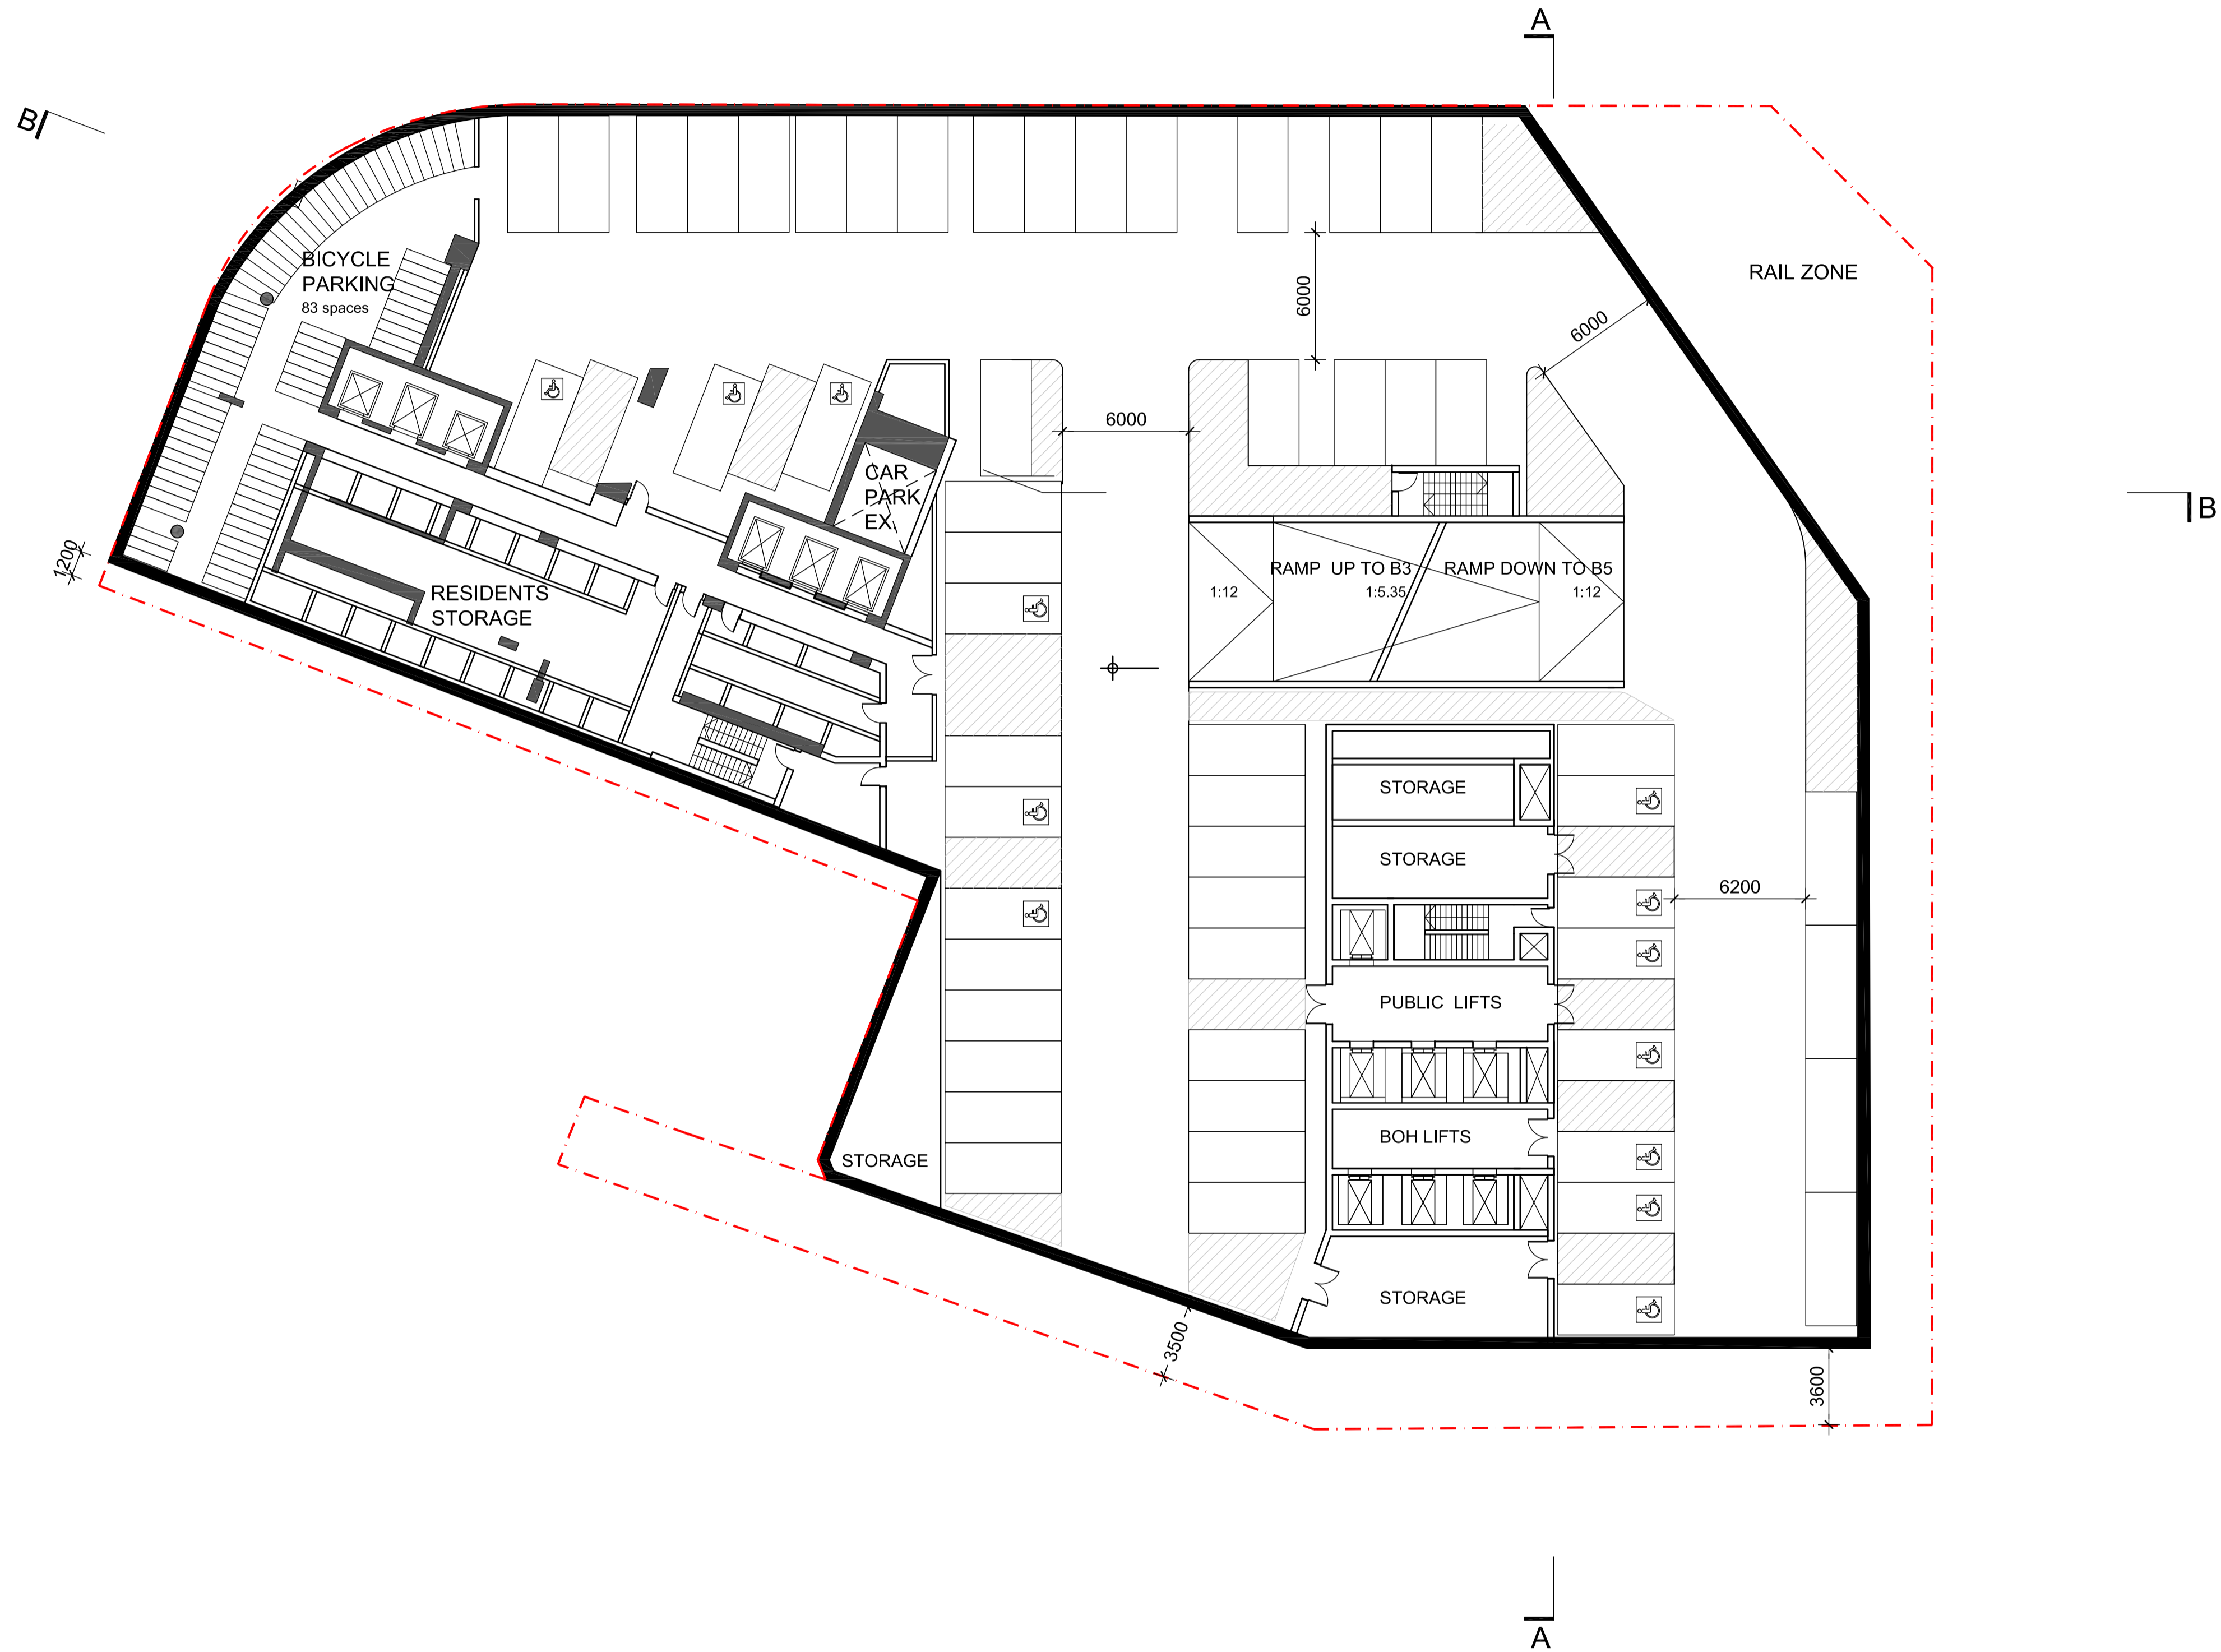 A
B
B
BICYCLE
PARKING
83 spaces
RAIL ZONE
6000
6000
6000
CAR
PARK
EX.
1200
RESIDENTS
STORAGE
RAMP UP TO B3
RAMP DOWN TO B5
1:12
1:5.35
1:12
STORAGE
STORAGE
6200
PUBLIC LIFTS
BOH LIFTS
STORAGE
STORAGE
3500
3600
A